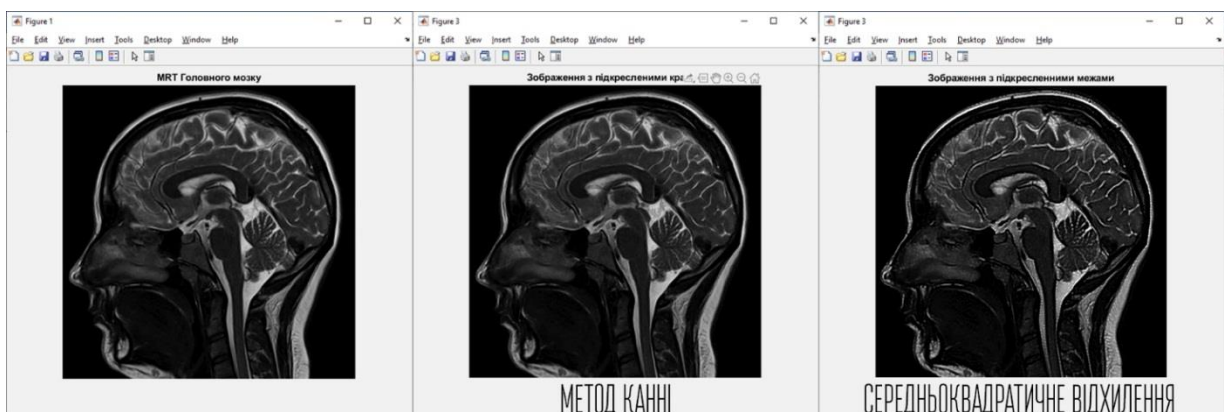 Figure 1
File Edit View Insert Tools Desktop Window Help
MRT Головного мозку
Figure 3
File Edit View Insert Tools Desktop Window Help
Зображення з підкресленими кра
МЕТОД КАННІ
Figure 3
File Edit View Insert Tools Desktop Window Help
Зображення з підкресленними межами
СЕРЕДНЬОКВАДРАТИЧНЕ ВІДХИЛЕННЯ